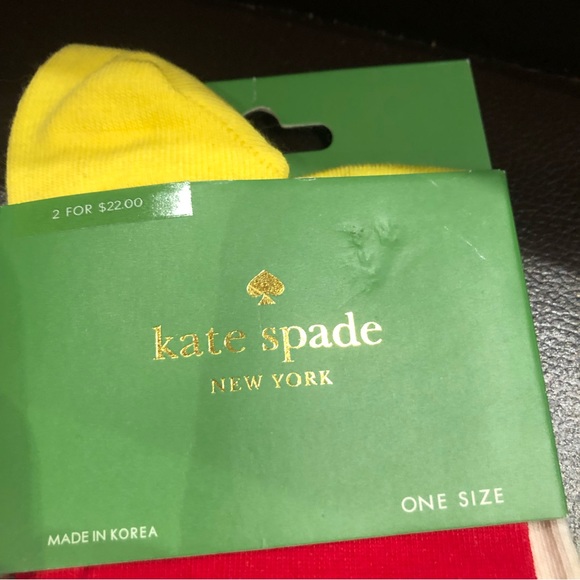 2 FOR $22.00
kate spade
NEW YORK
ONE SIZE
MADE IN KOREA